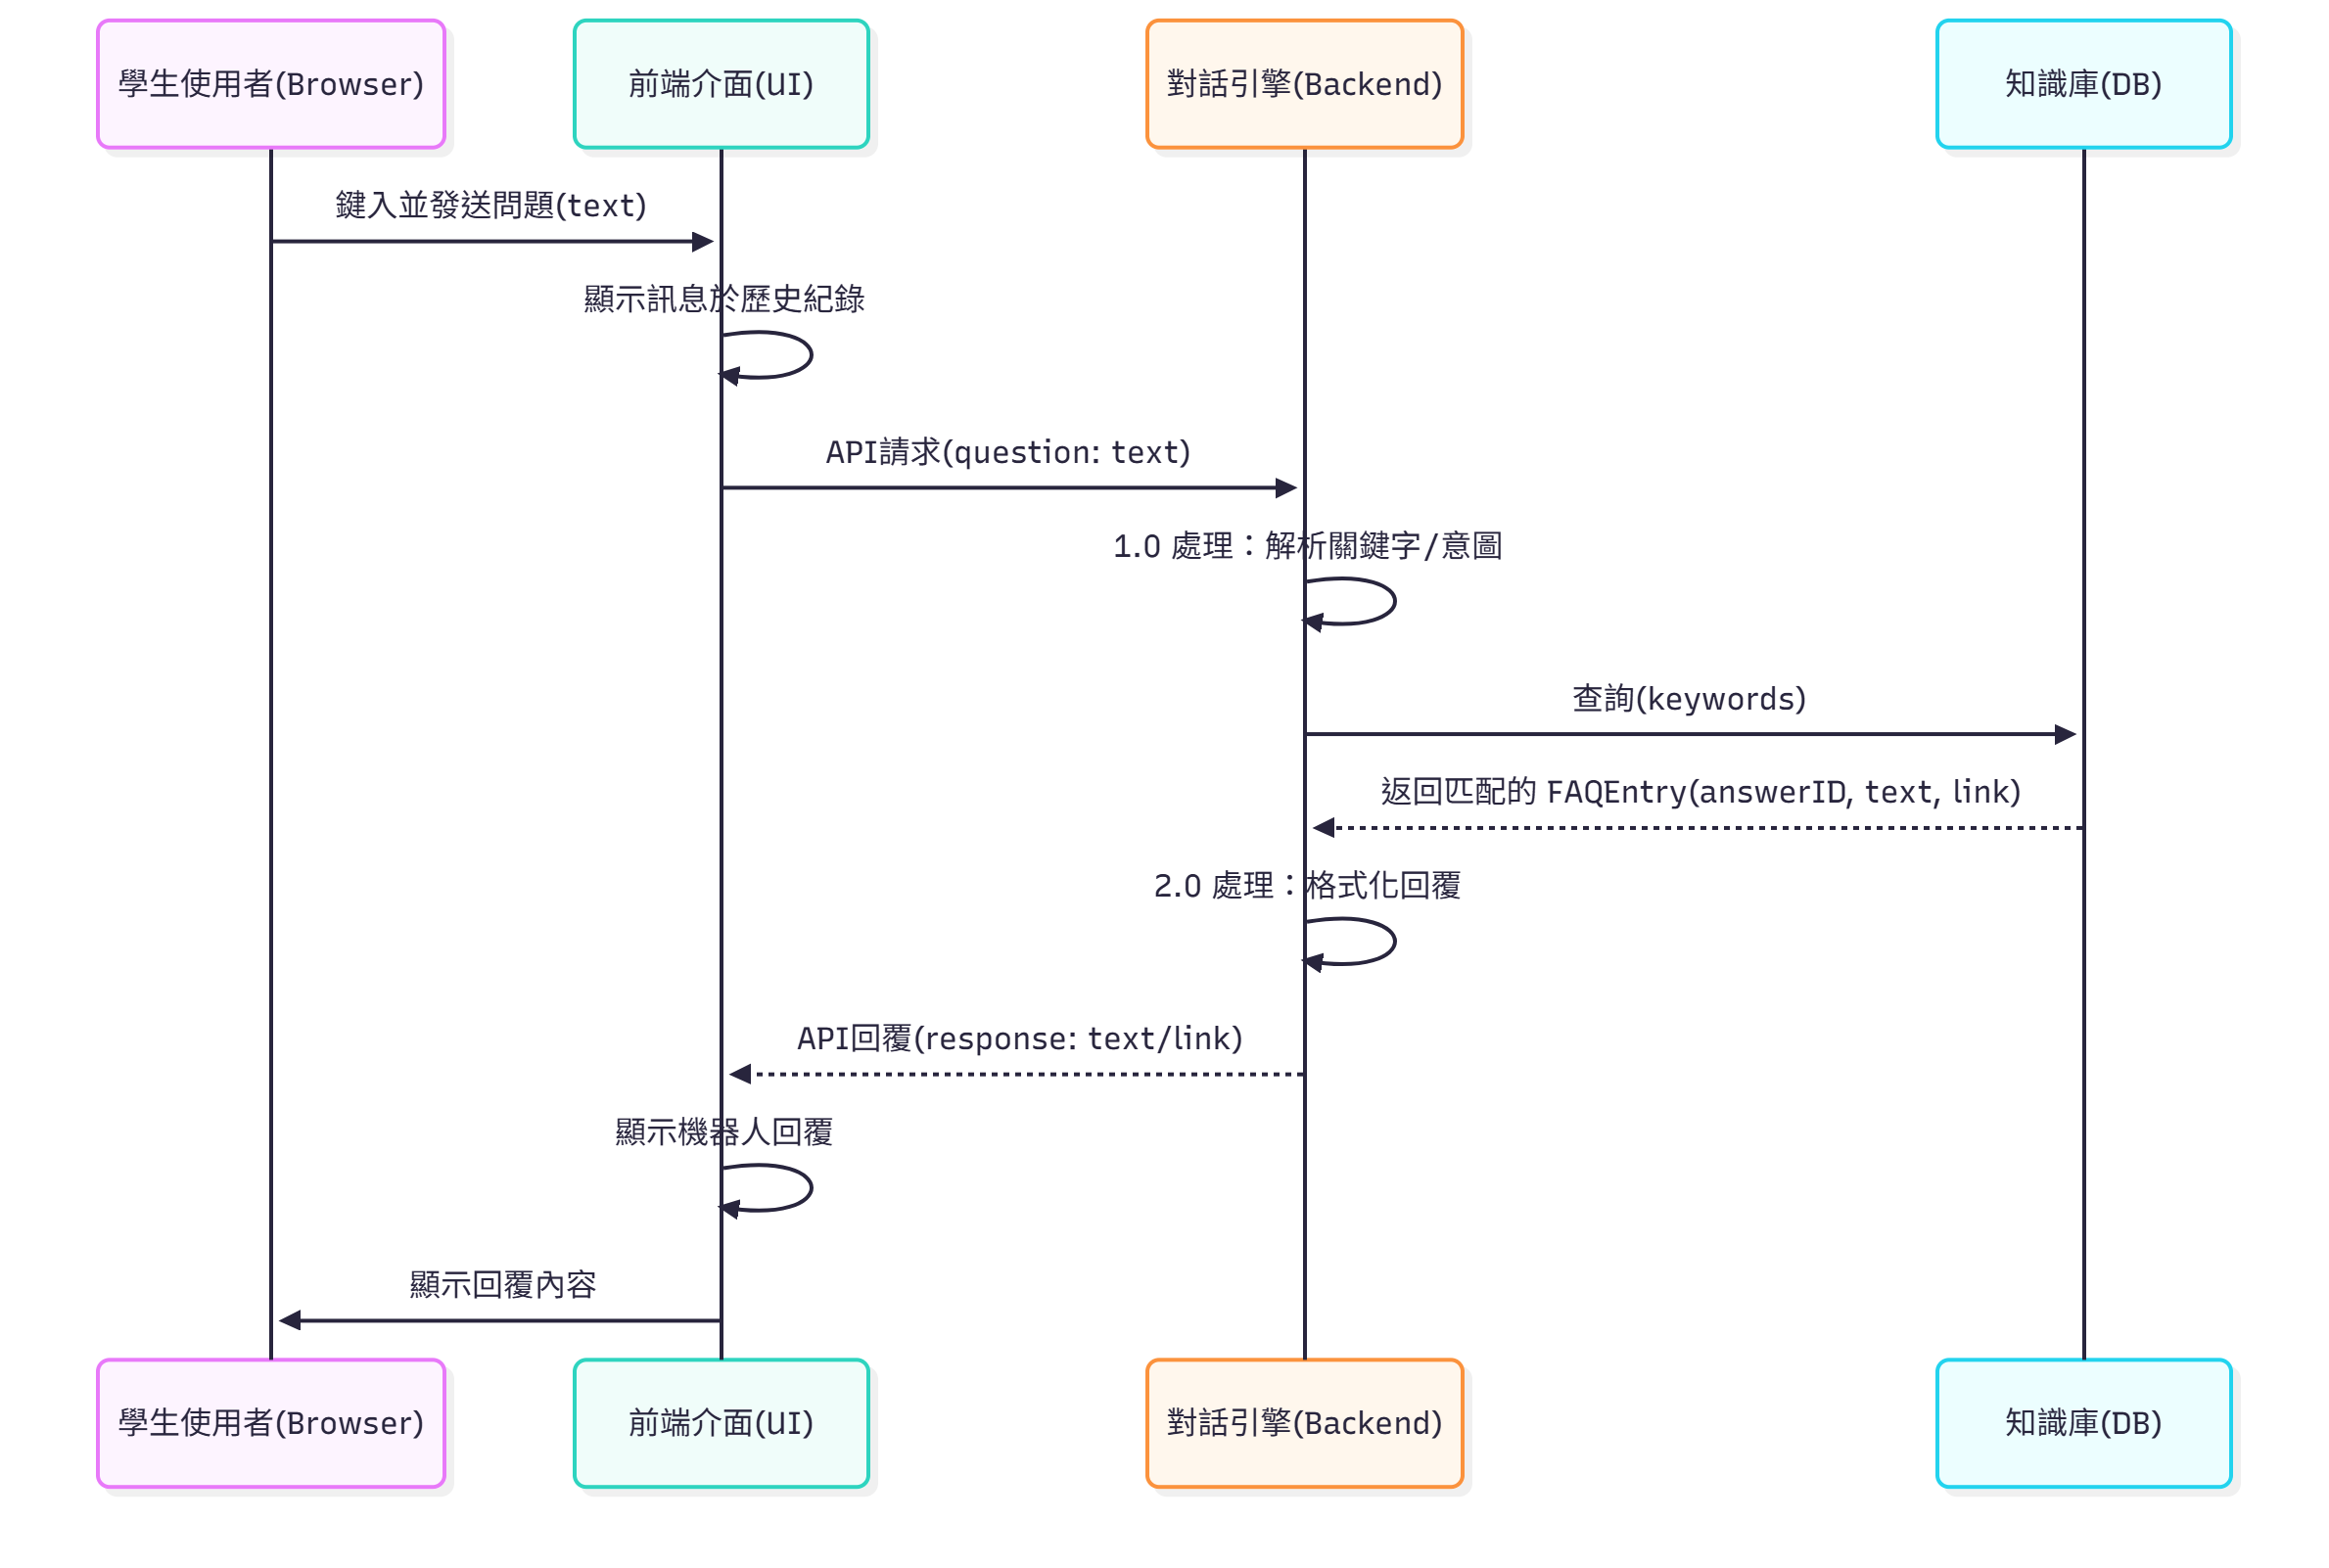 學生使用者(Browser)
前端介面(UI)
對話引擎(Backend)
知識庫(DB)
鍵入並發送問題(text)
顯示訊息於歷史紀錄
API請求(question: text)
1.0 處理：解析關鍵字/意圖
查詢(keywords)
返回匹配的 FAQEntry(answerID, text, link)
2.0 處理：格式化回覆
API回覆(response: text/link)
顯示機器人回覆
顯示回覆內容
學生使用者(Browser)
前端介面(UI)
對話引擎(Backend)
知識庫(DB)